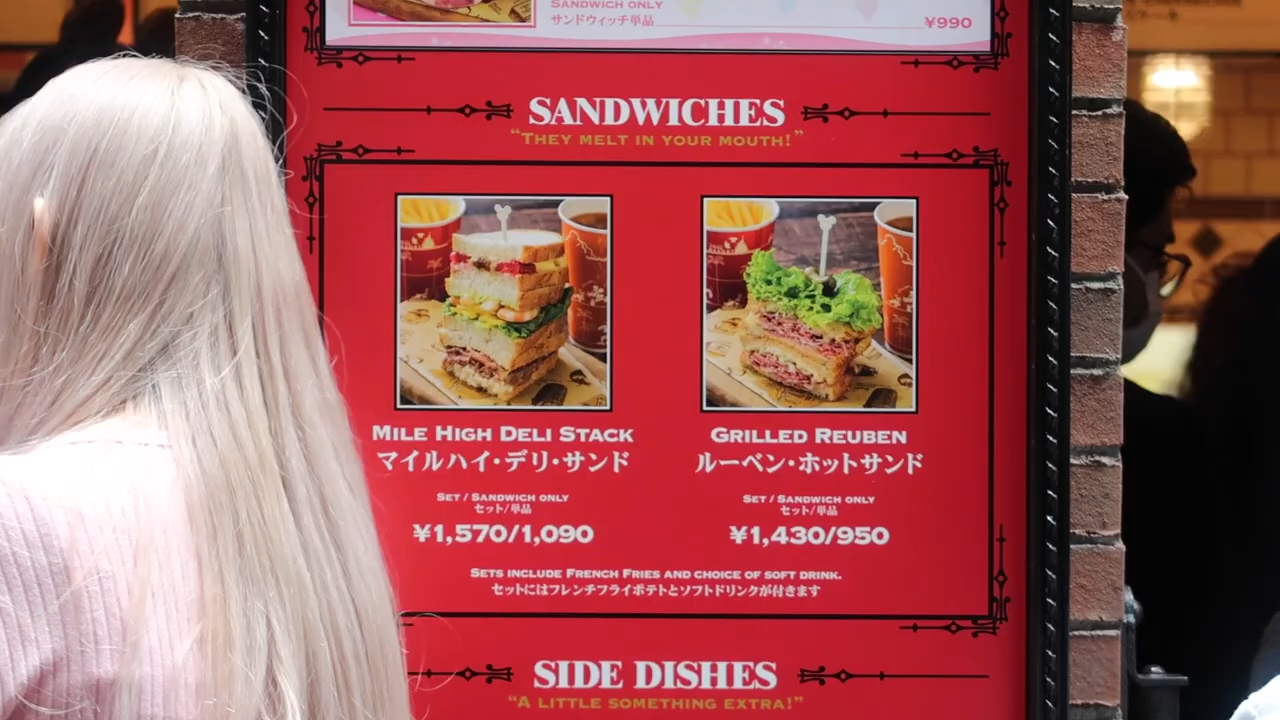 SANDWICH ONLY
サンドウィッチ単品
¥990
SANDWICHES
"THEY MELT IN YOUR MOUTH!"
MILE HIGH DELI STACK
マイルハイ・デリ・サンド
SET / SANDWICH ONLY
セット/単品
¥1,570/1,090
GRILLED REUBEN
ルーベン・ホットサンド
SET / SANDWICH ONLY
セット/単品
¥1,430/950
SETS INCLUDE FRENCH FRIES AND CHOICE OF SOFT DRINK.
セットにはフレンチフライポテトとソフトドリンクが付きます
SIDE DISHES
"A LITTLE SOMETHING EXTRA!"